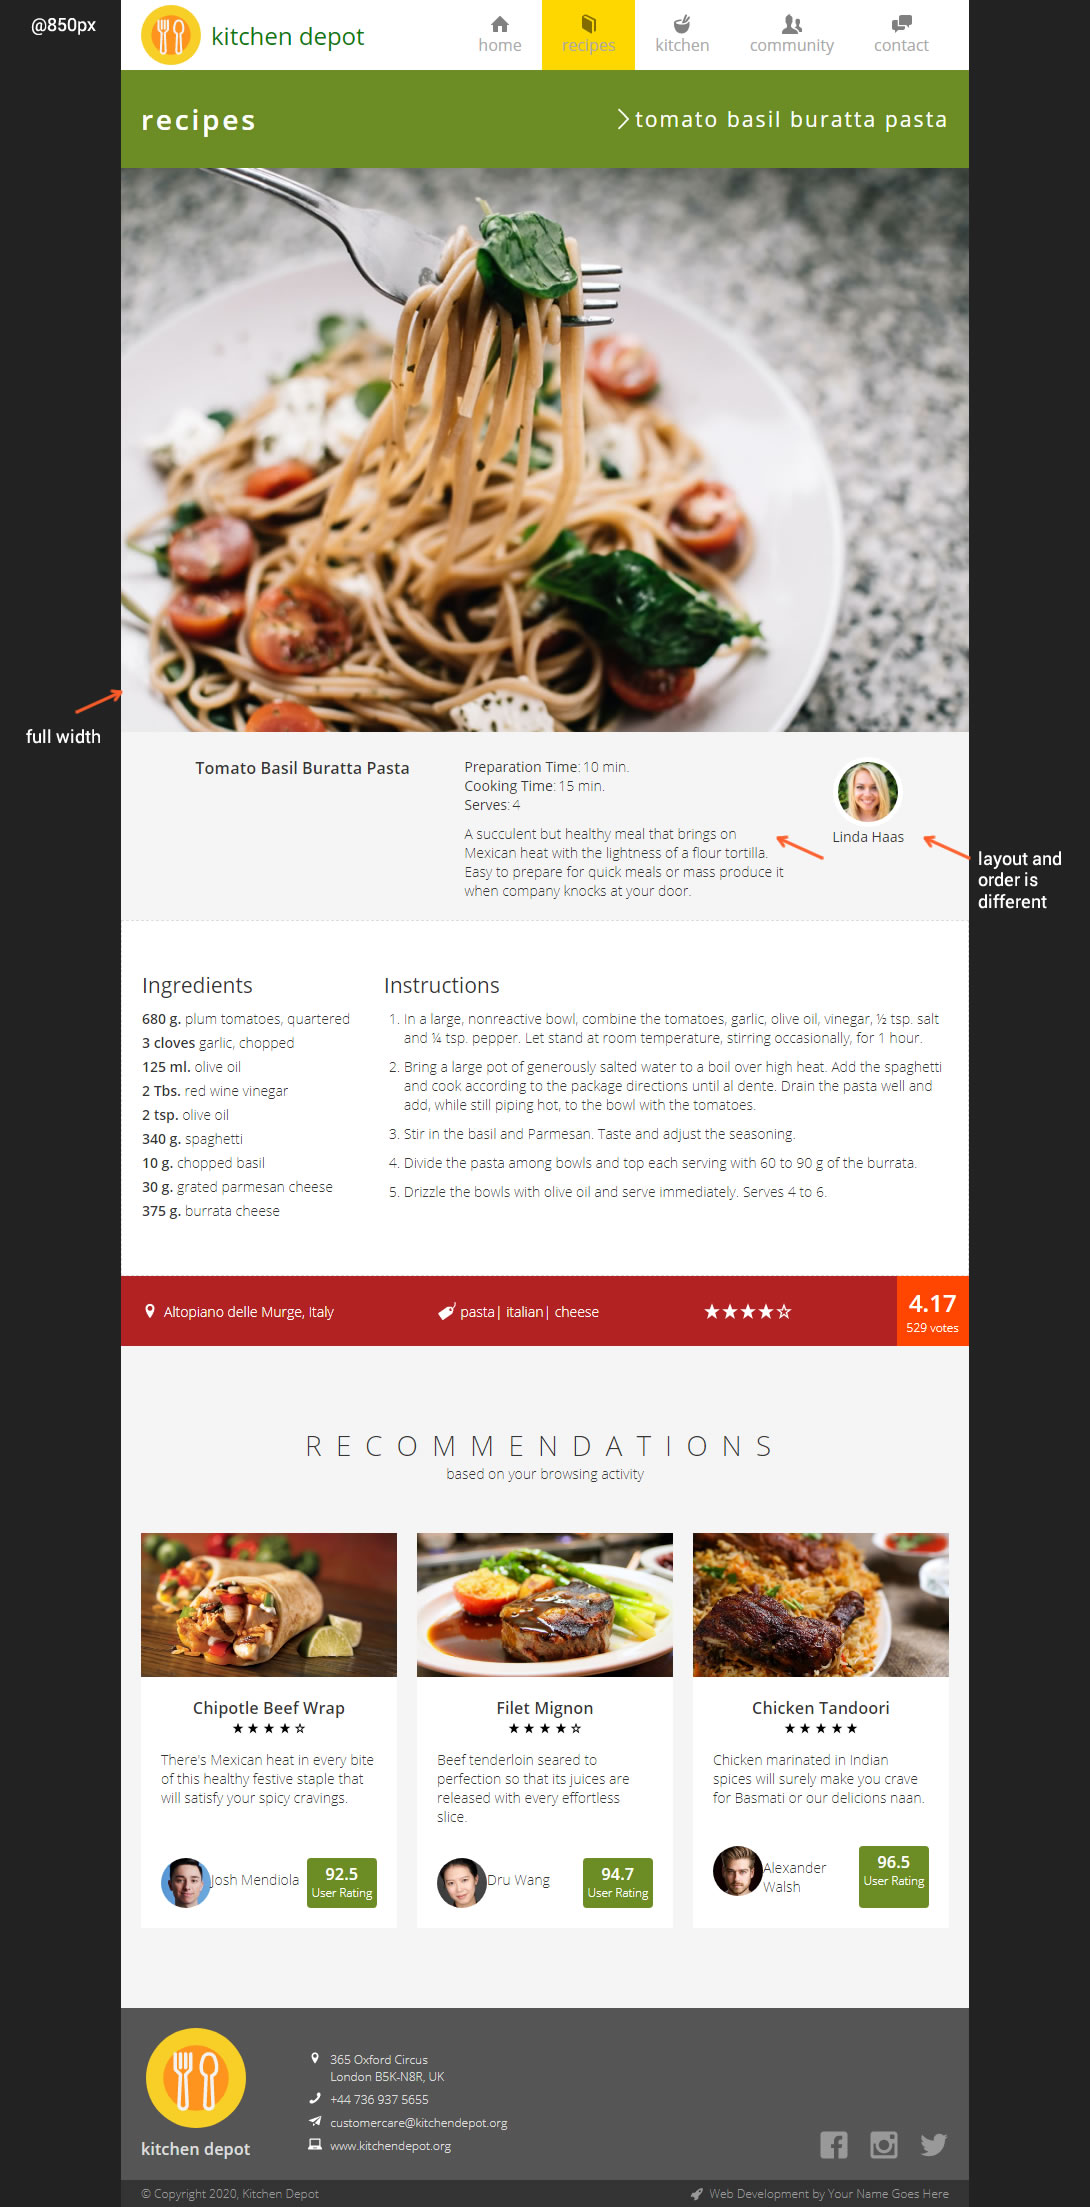 @850px
kitchen depot
home
recipes
kitchen
community
contact
recipes
tomato basil buratta pasta
full width
Tomato Basil Buratta Pasta
Preparation Time: 10 min.
Cooking Time: 15 min.
Serves: 4
A succulent but healthy meal that brings on
Mexican heat with the lightness of a flour tortilla.
Easy to prepare for quick meals or mass produce it
when company knocks at your door.
Linda Haas
layout and
order is
different
Ingredients
680 g. plum tomatoes, quartered
3 cloves garlic, chopped
125 ml. olive oil
2 Tbs. red wine vinegar
2 tsp. olive oil
340 g. spaghetti
10 g. chopped basil
30 g. grated parmesan cheese
375 g. burrata cheese
Instructions
1. In a large, nonreactive bowl, combine the tomatoes, garlic, olive oil, vinegar, ½ tsp. salt
and ¼ tsp. pepper. Let stand at room temperature, stirring occasionally, for 1 hour.
2. Bring a large pot of generously salted water to a boil over high heat. Add the spaghetti
and cook according to the package directions until al dente. Drain the pasta well and
add, while still piping hot, to the bowl with the tomatoes.
3. Stir in the basil and Parmesan. Taste and adjust the seasoning.
4. Divide the pasta among bowls and top each serving with 60 to 90 g of the burrata.
5. Drizzle the bowls with olive oil and serve immediately. Serves 4 to 6.
Altopiano delle Murge, Italy
pasta| italian| cheese
4.17
529 votes
RECOMMENDATIONS
based on your browsing activity
Chipotle Beef Wrap
There's Mexican heat in every bite
of this healthy festive staple that
will satisfy your spicy cravings.
Josh Mendiola
92.5
User Rating
Filet Mignon
Beef tenderloin seared to
perfection so that its juices are
released with every effortless
slice.
Dru Wang
94.7
User Rating
Chicken Tandoori
Chicken marinated in Indian
spices will surely make you crave
for Basmati or our delicions naan.
Alexander
Walsh
96.5
User Rating
kitchen depot
365 Oxford Circus
London B5K-N8R, UK
+44 736 937 5655
customercare@kitchendepot.org
www.kitchendepot.org
© Copyright 2020, Kitchen Depot
Web Development by Your Name Goes Here